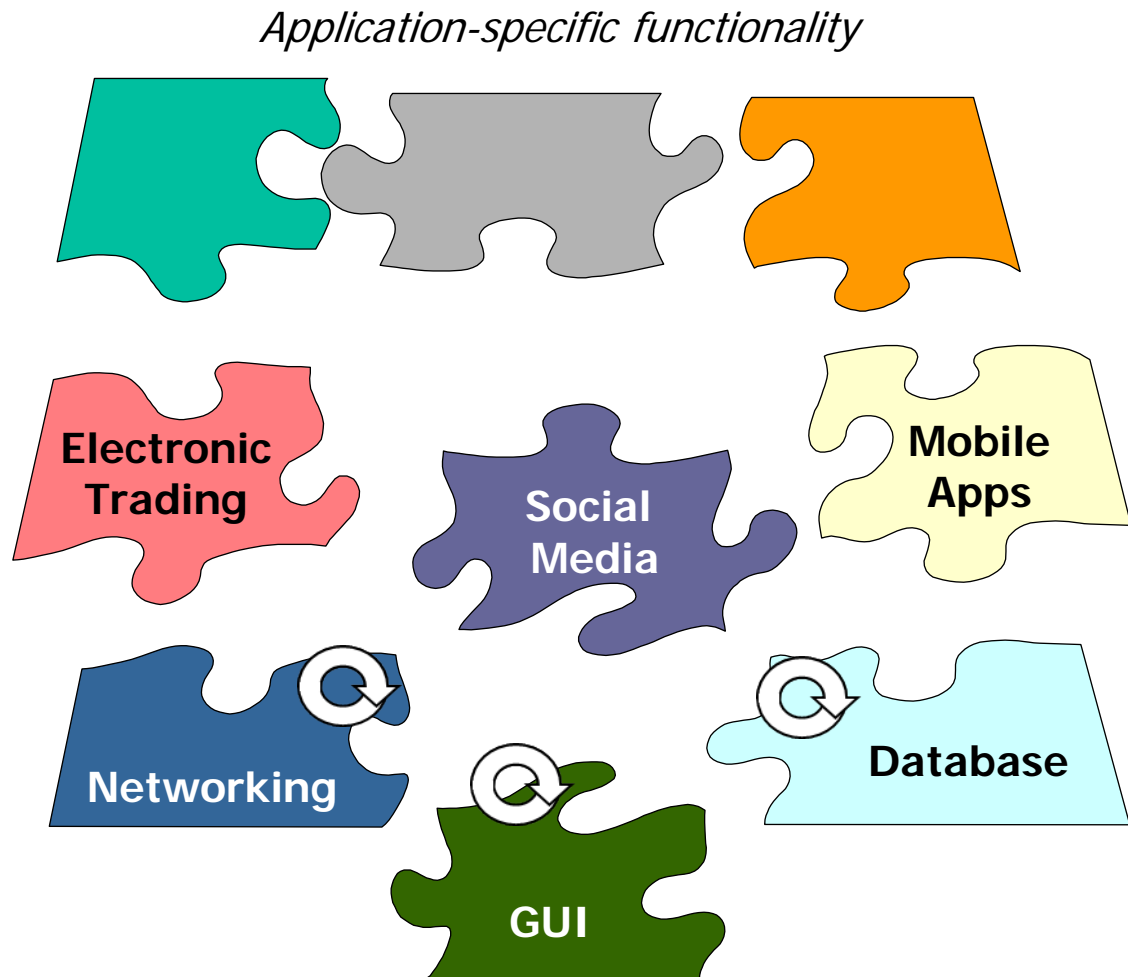 Application-specific functionality
Electronic
Trading
Social
Media
Mobile
Apps
Networking
Database
GUI